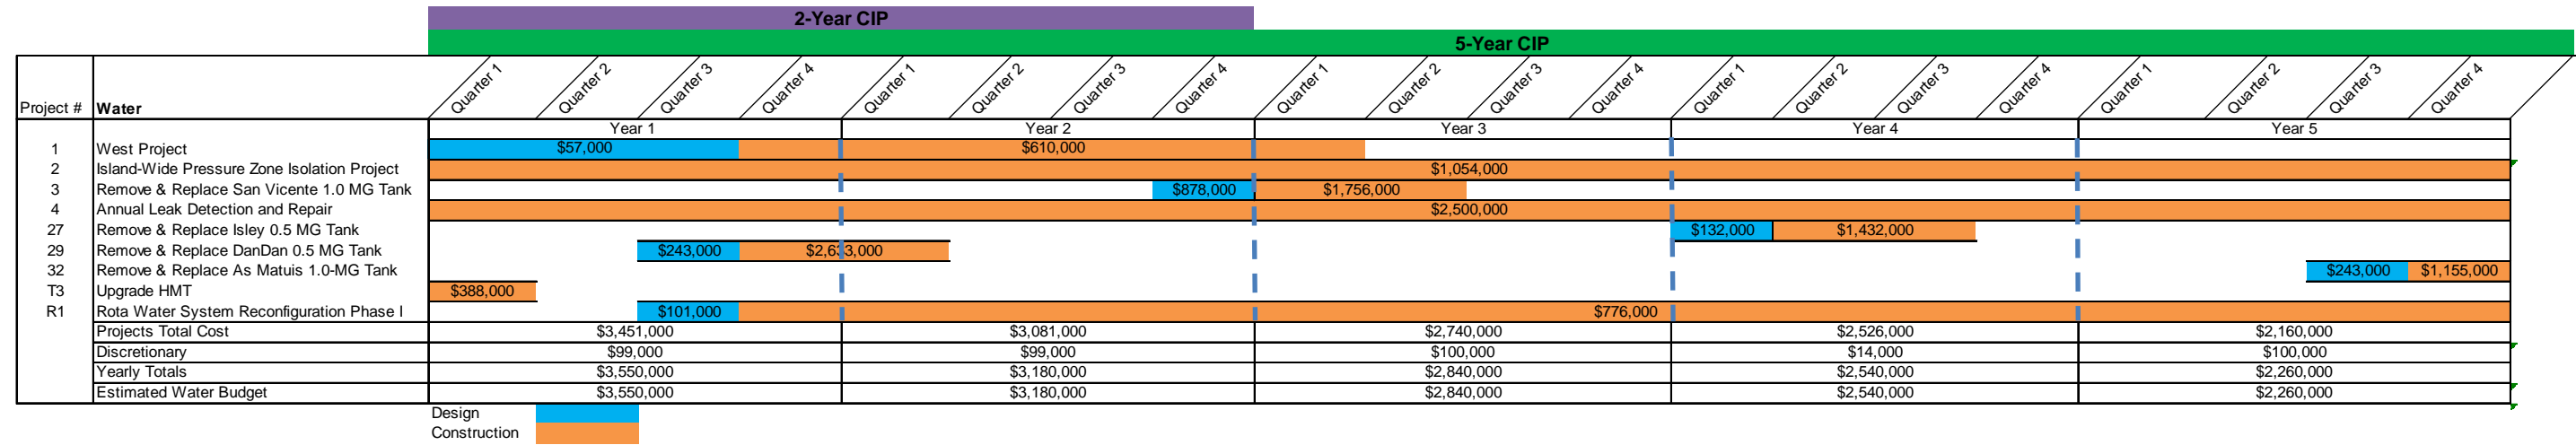 2-Year CIP
5-Year CIP
Project # Water Quarter 1 Quarter 2 Quarter 3 Quarter 4 Quarter 1 Quarter 2 Quarter 3 Quarter 4 Quarter 1 Quarter 2 Quarter 3 Quarter 4 Quarter 1 Quarter 2 Quarter 3 Quarter 4 Quarter 1 Quarter 2 Quarter 3 Quarter 4
Year 1 Year 2 Year 3 Year 4 Year 5
1 West Project $57,000 $610,000
2 Island-Wide Pressure Zone Isolation Project $1,054,000
3 Remove & Replace San Vicente 1.0 MG Tank $878,000 $1,756,000
4 Annual Leak Detection and Repair $2,500,000
27 Remove & Replace Isley 0.5 MG Tank $132,000 $1,432,000
29 Remove & Replace DanDan 0.5 MG Tank $243,000 $2,633,000
32 Remove & Replace As Matuis 1.0-MG Tank $243,000 $1,155,000
T3 Upgrade HMT $388,000
R1 Rota Water System Reconfiguration Phase I $101,000 $776,000
Projects Total Cost $3,451,000 $3,081,000 $2,740,000 $2,526,000 $2,160,000
Discretionary $99,000 $99,000 $100,000 $14,000 $100,000
Yearly Totals $3,550,000 $3,180,000 $2,840,000 $2,540,000 $2,260,000
Estimated Water Budget $3,550,000 $3,180,000 $2,840,000 $2,540,000 $2,260,000
Design
Construction